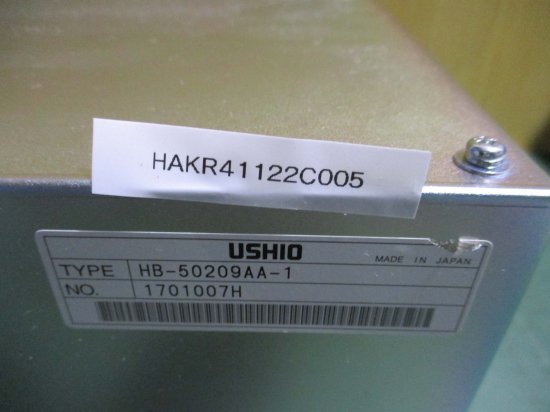 HAKR41122C005
USHIO
MADE IN JAPAN
TYPE HB-50209AA-1
NO. 1701007H